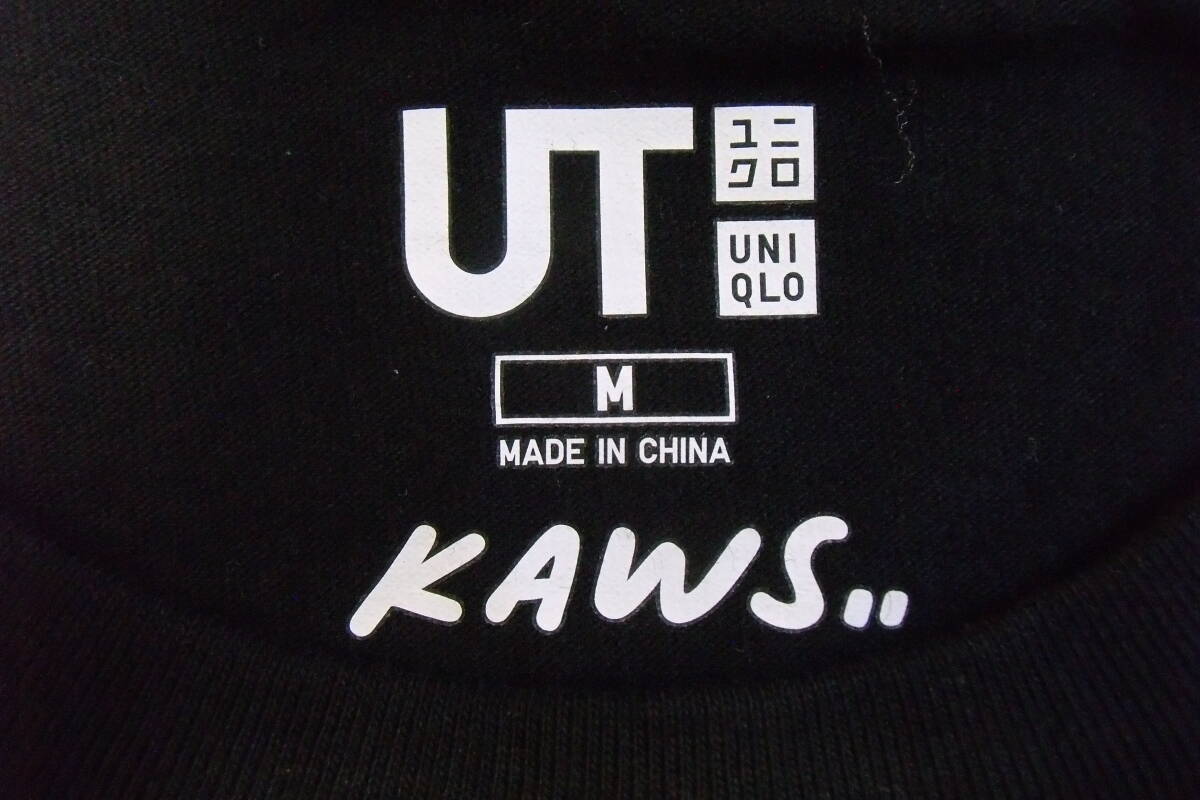 UT
ユニ
クロ
UNI
QLO
M
MADE IN CHINA
KAWS..